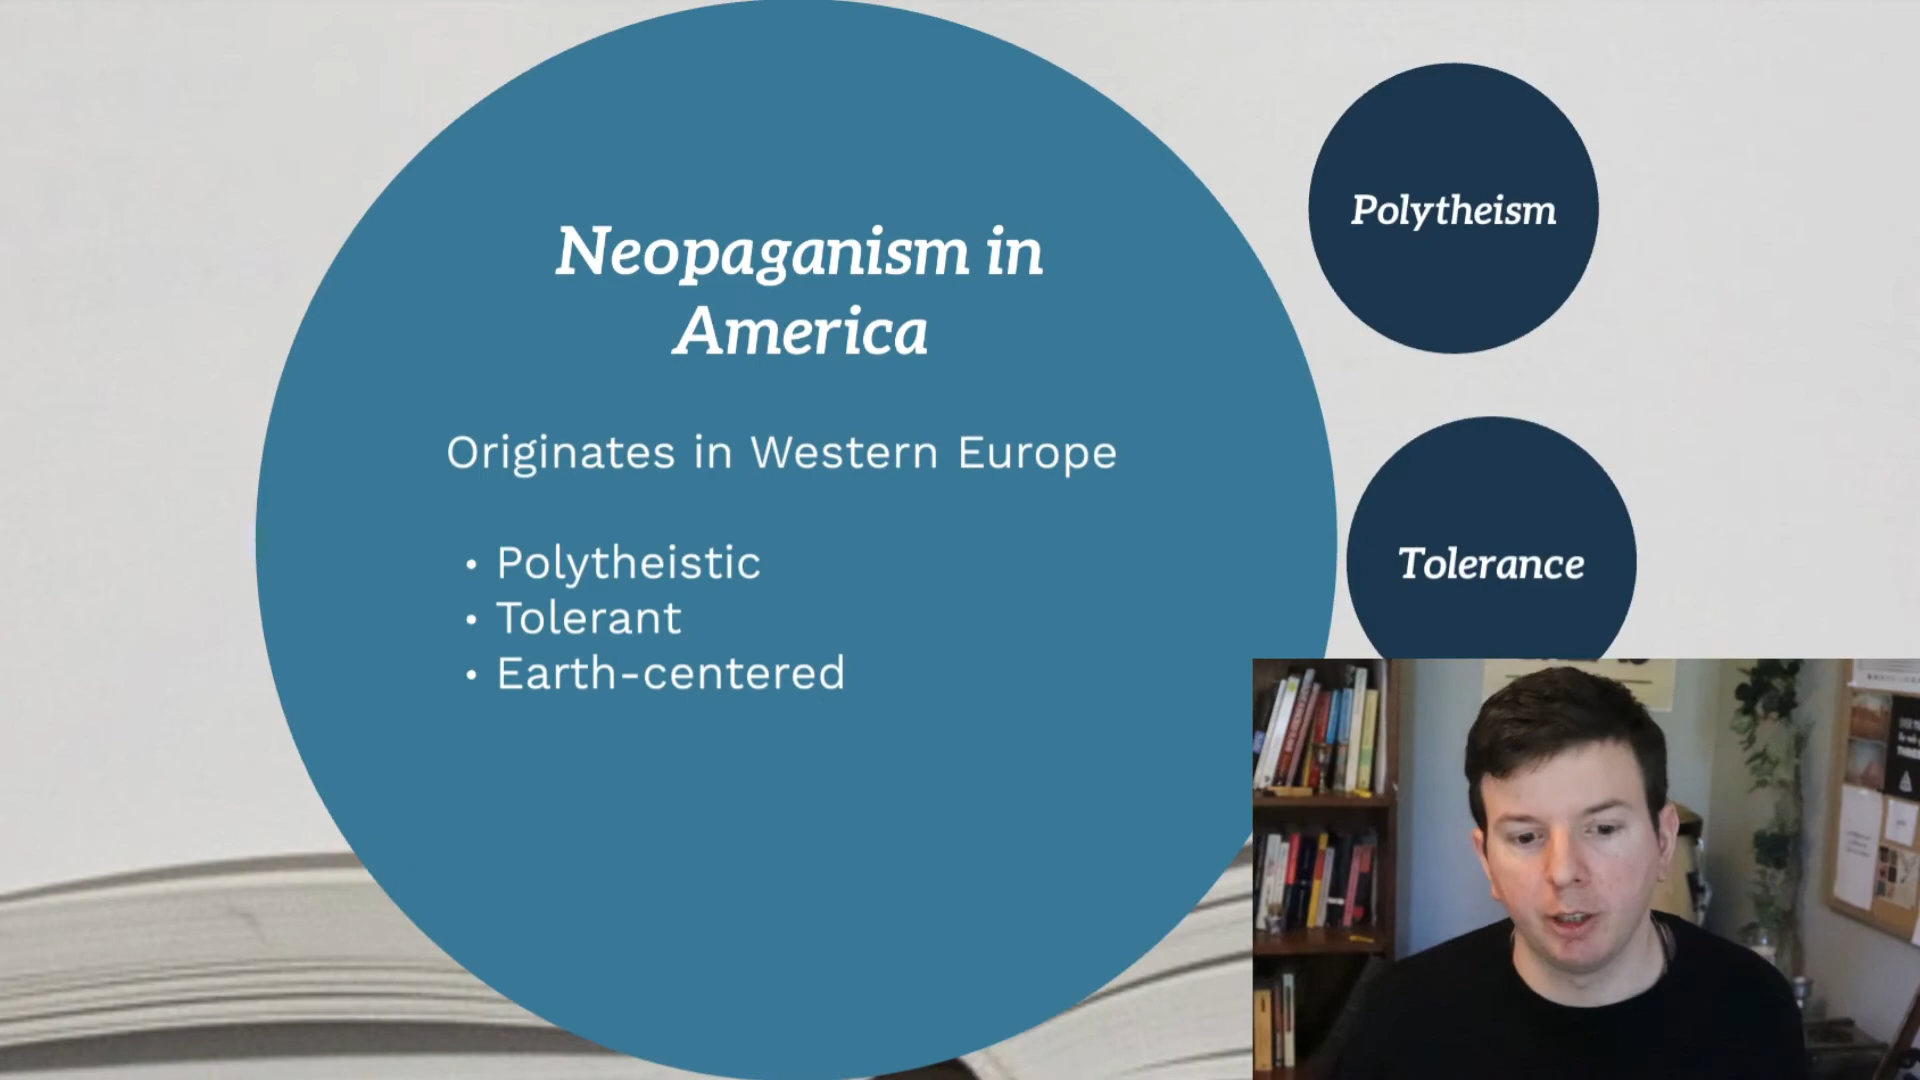 Neopaganism in
America
Originates in Western Europe
• Polytheistic
• Tolerant
• Earth-centered
Polytheism
Tolerance